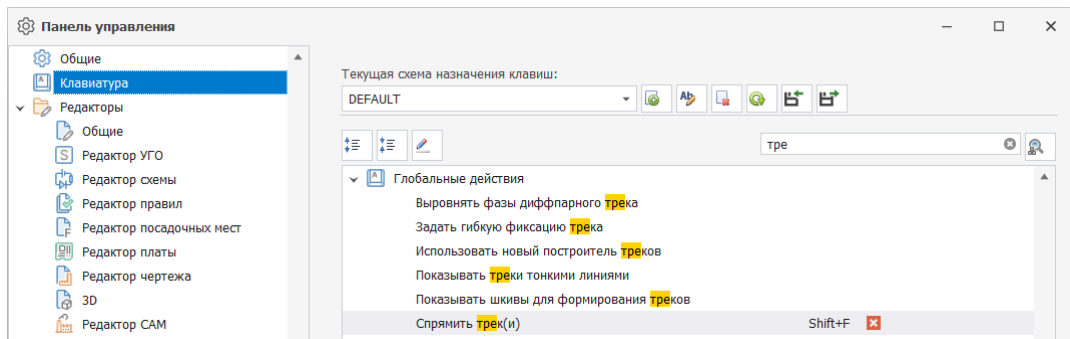 Панель управления
Общие
Клавиатура
Редакторы
Общие
Редактор УГО
Редактор схемы
Редактор правил
Редактор посадочных мест
Редактор платы
Редактор чертежа
3D
Редактор CAM
Текущая схема назначения клавиш:
DEFAULT
тре
Глобальные действия
Выровнять фазы диффпарного трека
Задать гибкую фиксацию трека
Использовать новый построитель треков
Показывать треки тонкими линиями
Показывать шкивы для формирования треков
Спрямить трек(и) Shift+F